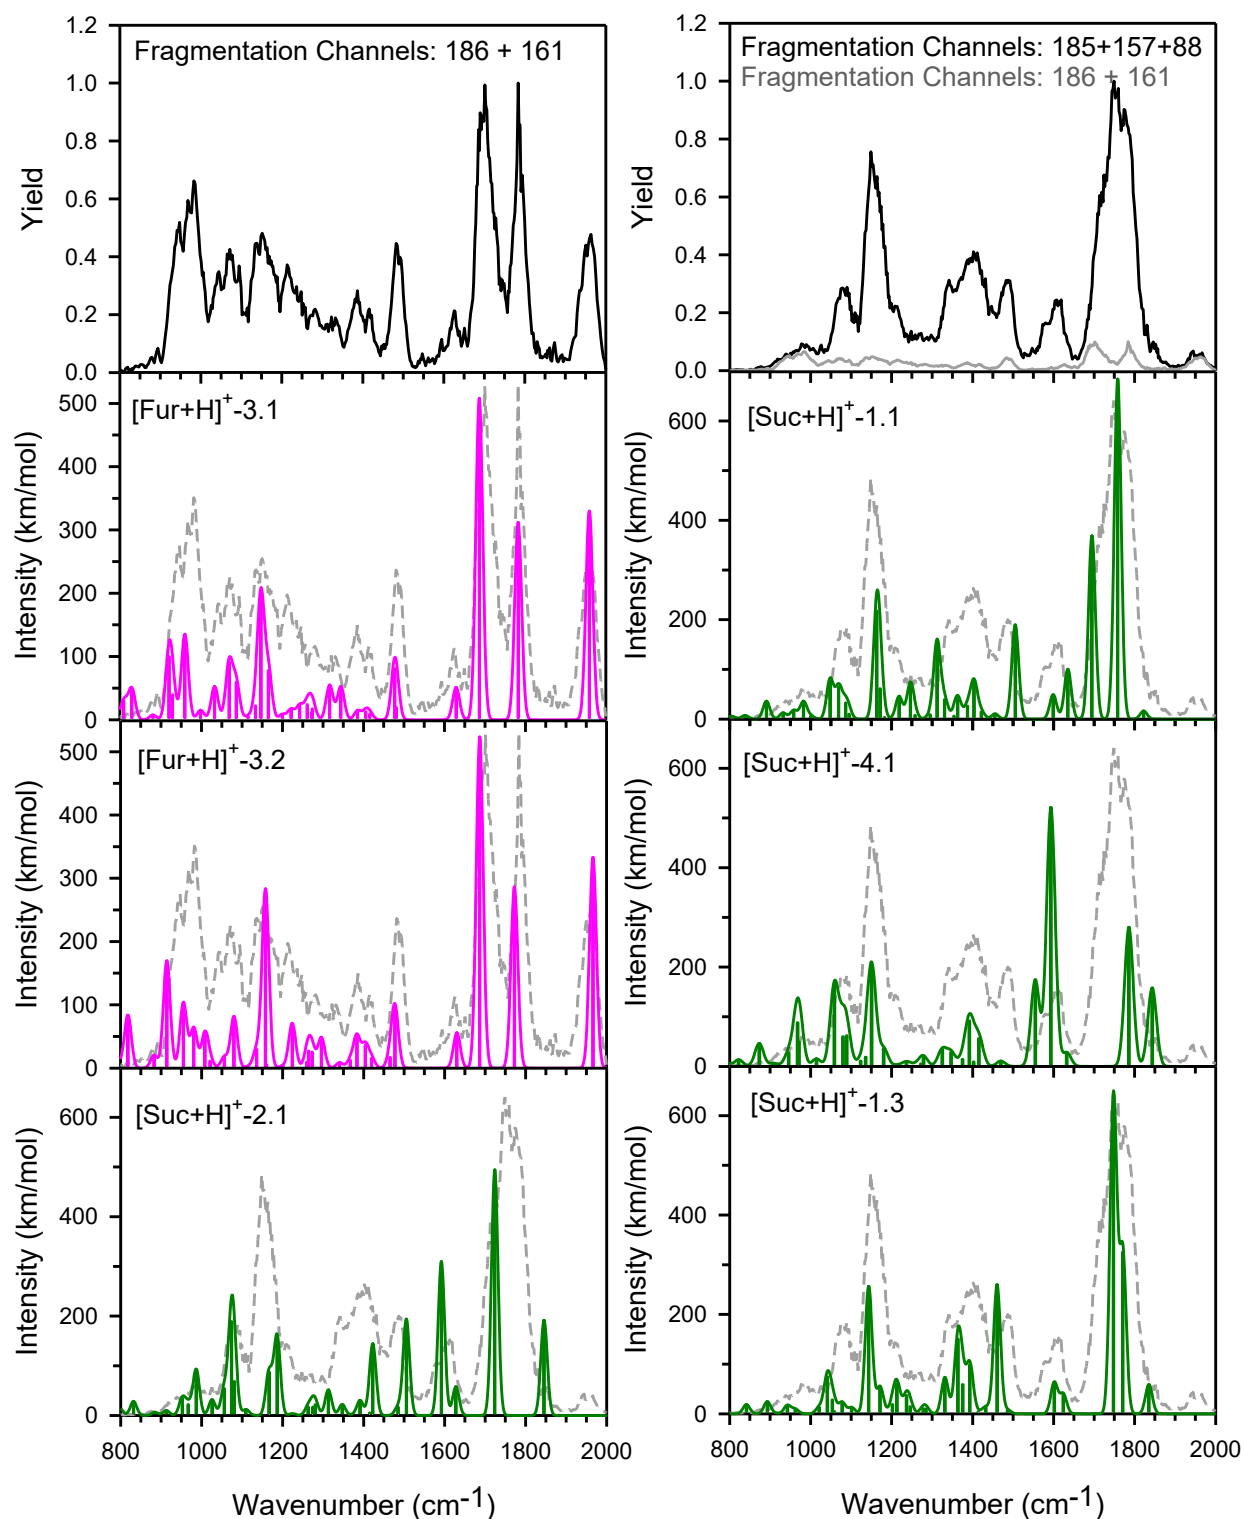 Fragmentation Channels: 186 + 161
Yield
1.2
1.0
0.8
0.6
0.4
0.2
0.0
Fragmentation Channels: 185+157+88
Fragmentation Channels: 186 + 161
Yield
1.2
1.0
0.8
0.6
0.4
0.2
0.0
[Fur+H]+-3.1
Intensity (km/mol)
500
400
300
200
100
0
[Suc+H]+-1.1
Intensity (km/mol)
600
400
200
0
[Fur+H]+-3.2
Intensity (km/mol)
500
400
300
200
100
0
[Suc+H]+-4.1
Intensity (km/mol)
600
400
200
0
[Suc+H]+-2.1
Intensity (km/mol)
600
400
200
0
800 1000 1200 1400 1600 1800 2000
Wavenumber (cm-1)
[Suc+H]+-1.3
Intensity (km/mol)
600
400
200
0
800 1000 1200 1400 1600 1800 2000
Wavenumber (cm-1)